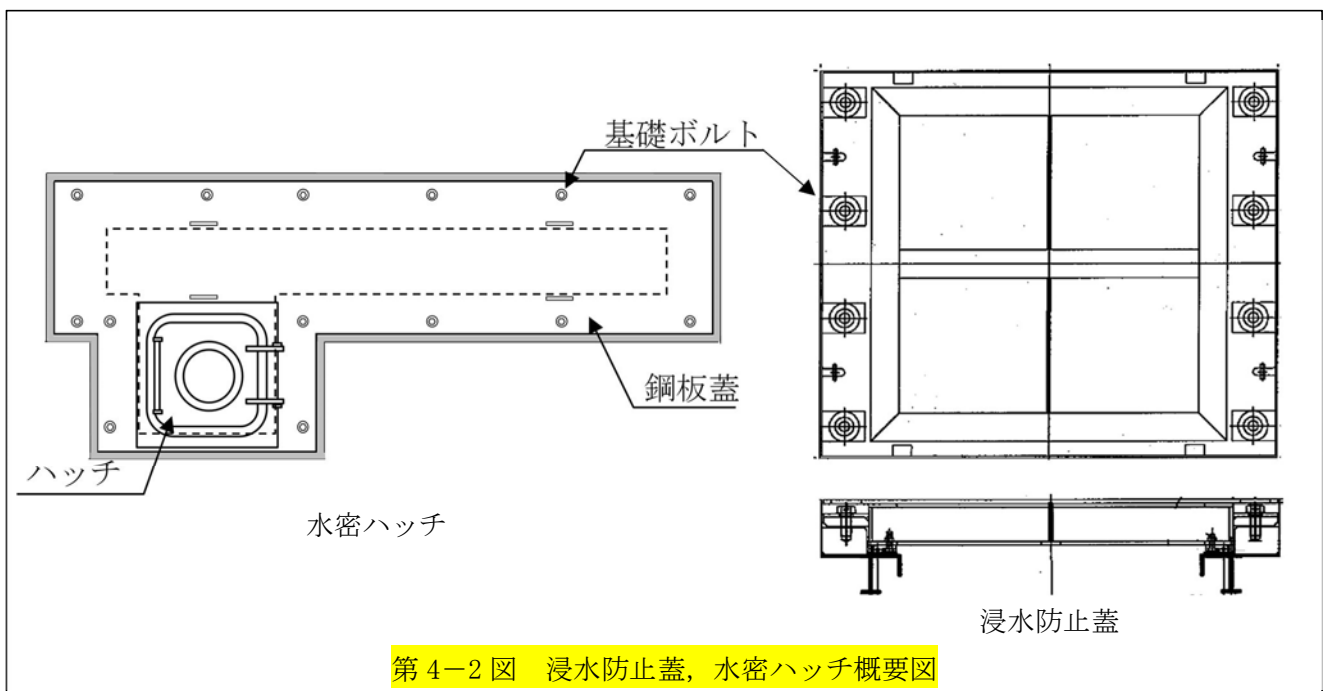 基礎ボルト
鋼板蓋
ハッチ
水密ハッチ
浸水防止蓋
第 4－2 図　浸水防止蓋，水密ハッチ概要図